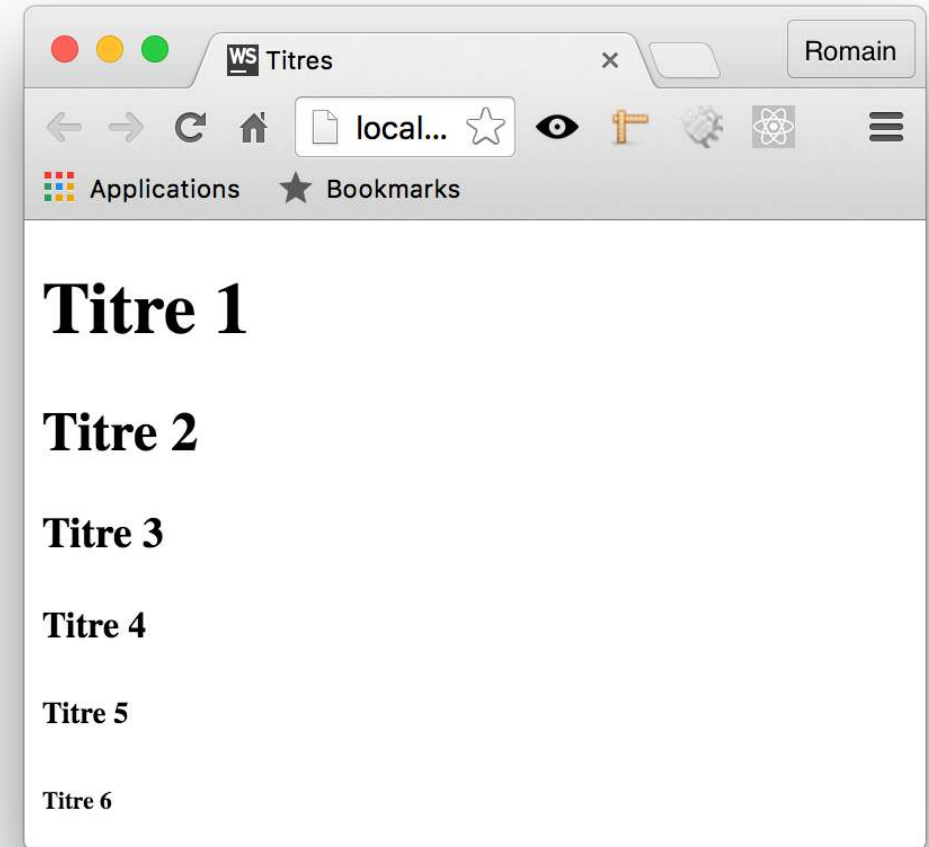 WS Titres
Romain
local...
Applications Bookmarks
Titre 1
Titre 2
Titre 3
Titre 4
Titre 5
Titre 6